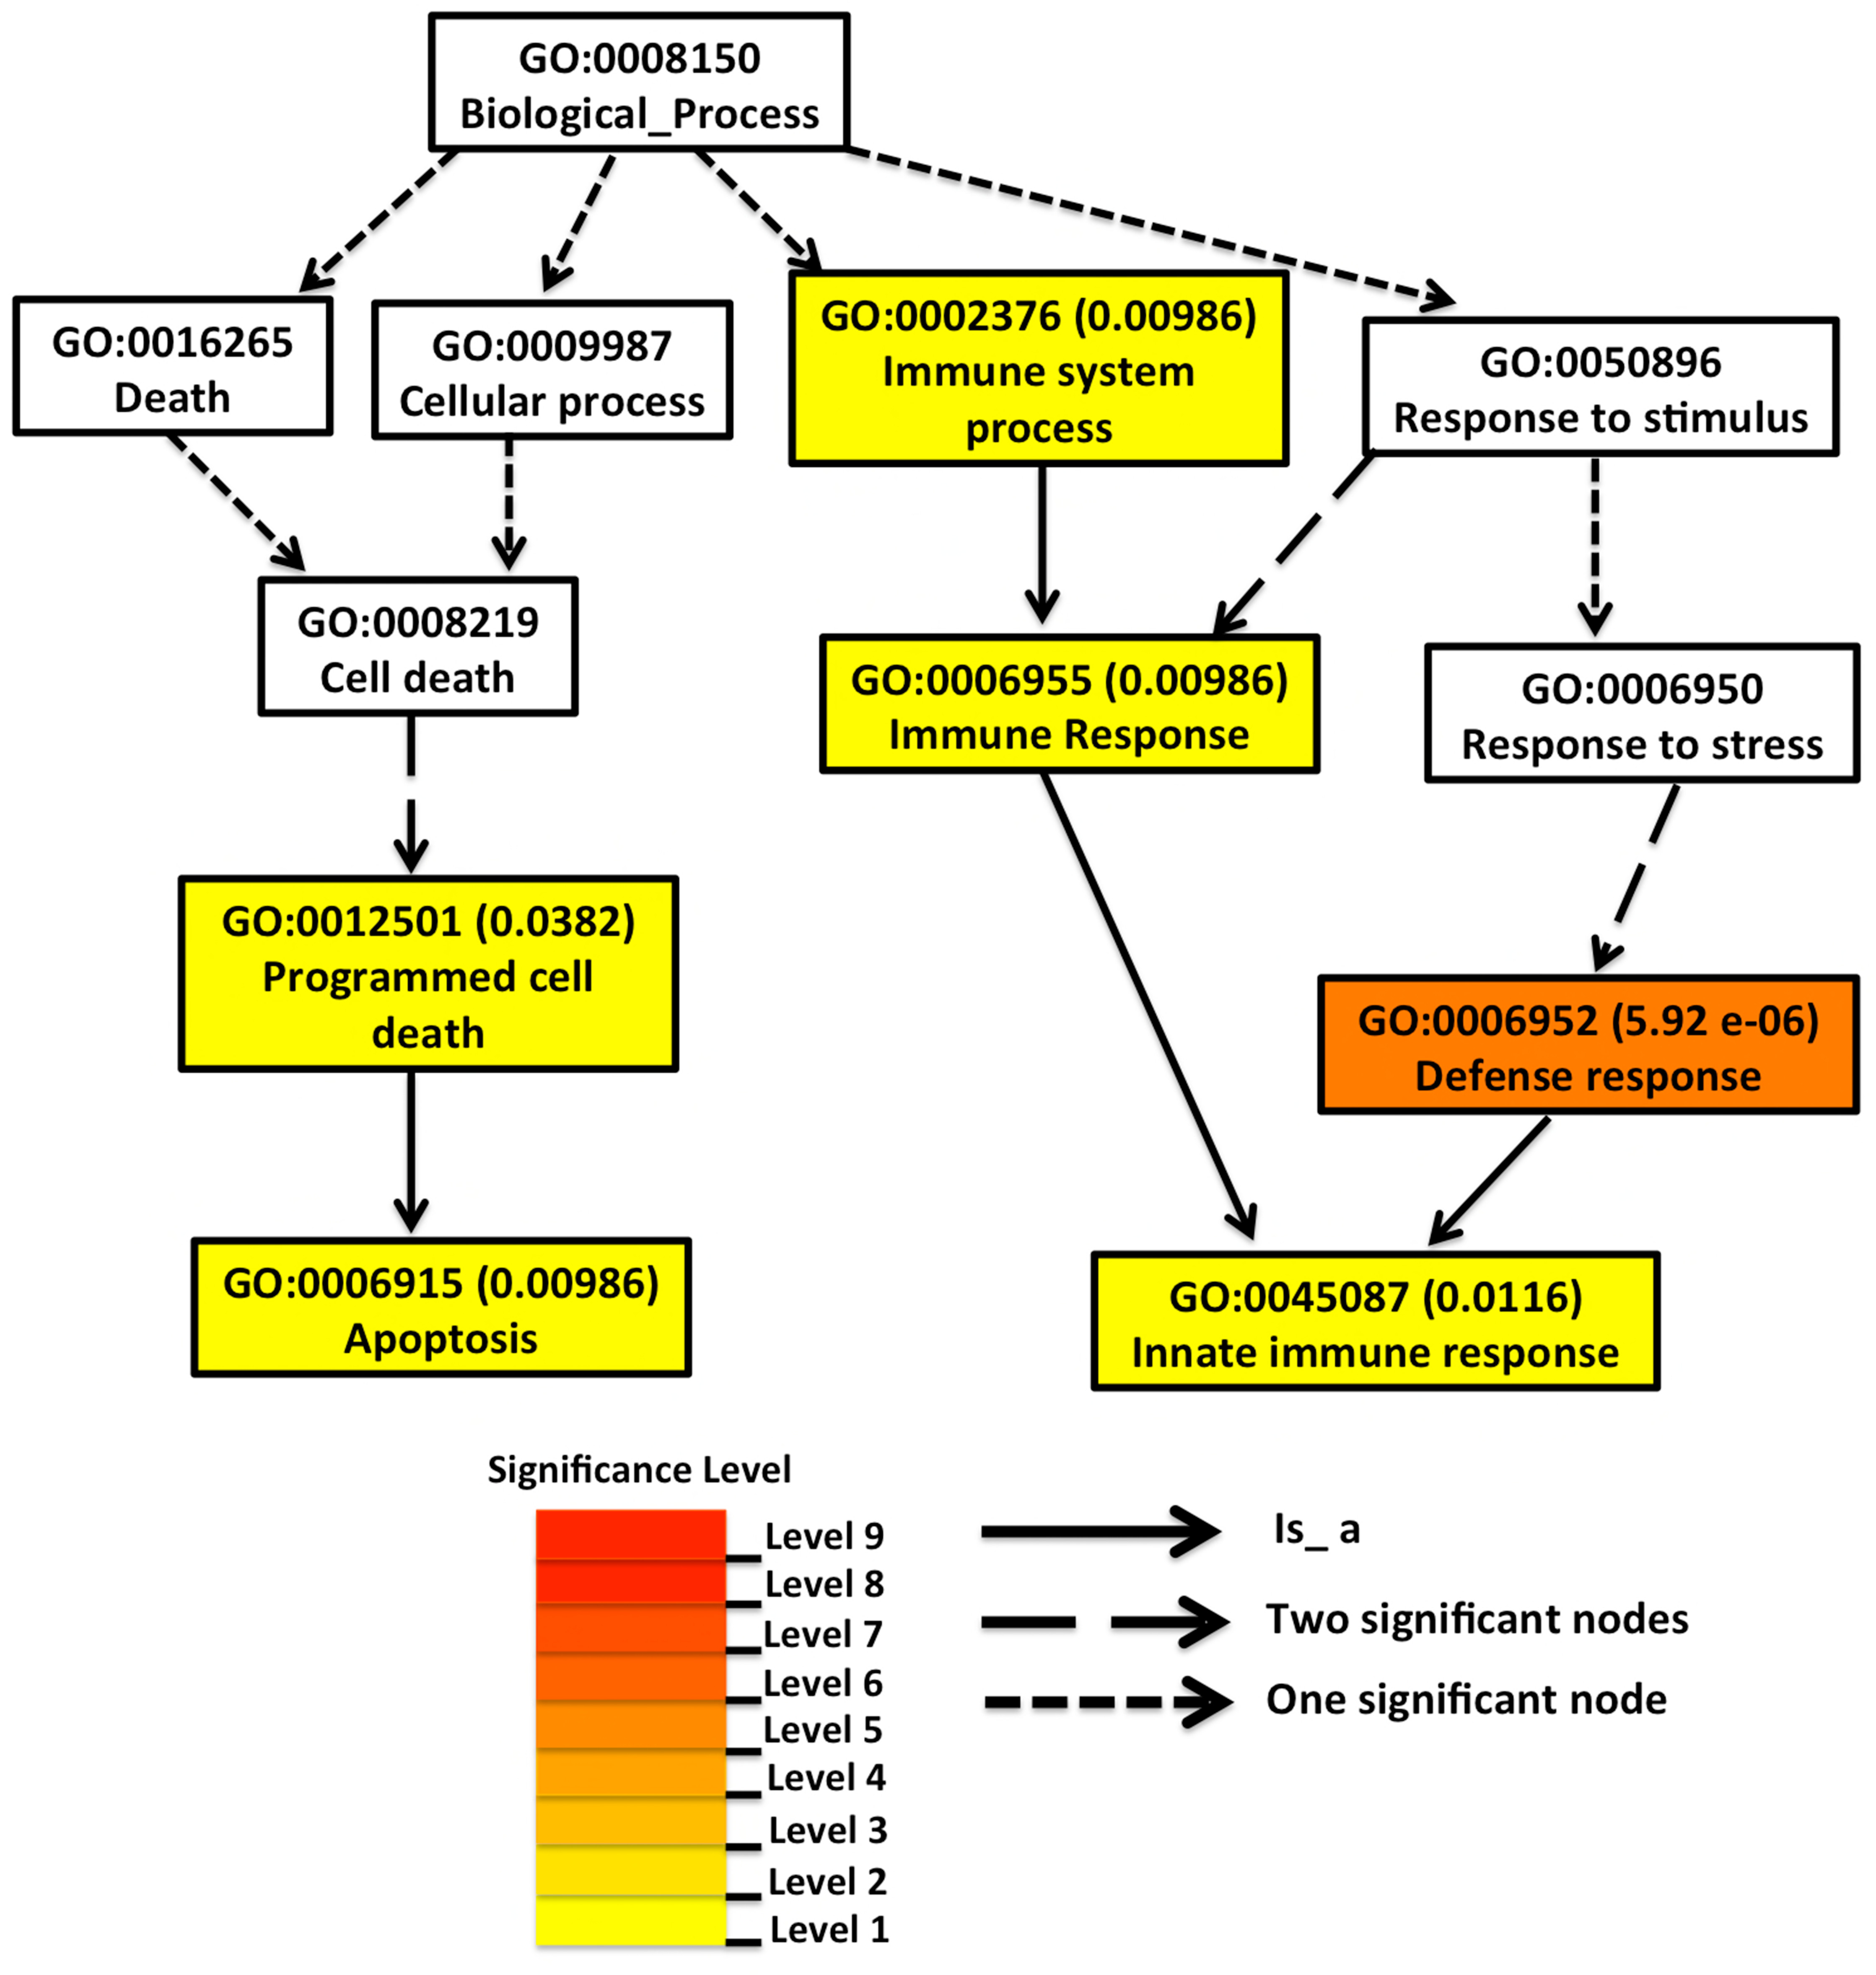 GO:0008150
Biological_Process
GO:0016265
Death
GO:0009987
Cellular process
GO:0002376 (0.00986)
Immune system
process
GO:0050896
Response to stimulus
GO:0008219
Cell death
GO:0006955 (0.00986)
Immune Response
GO:0006950
Response to stress
GO:0012501 (0.0382)
Programmed cell
death
GO:0006952 (5.92 e-06)
Defense response
GO:0006915 (0.00986)
Apoptosis
GO:0045087 (0.0116)
Innate immune response
Significance Level
Level 9
Level 8
Level 7
Level 6
Level 5
Level 4
Level 3
Level 2
Level 1
Is_ a
Two significant nodes
One significant node